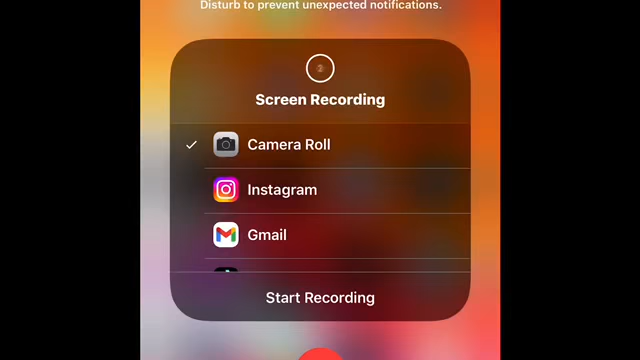 Disturb to prevent unexpected notifications.
Screen Recording
Camera Roll
Instagram
Gmail
Start Recording